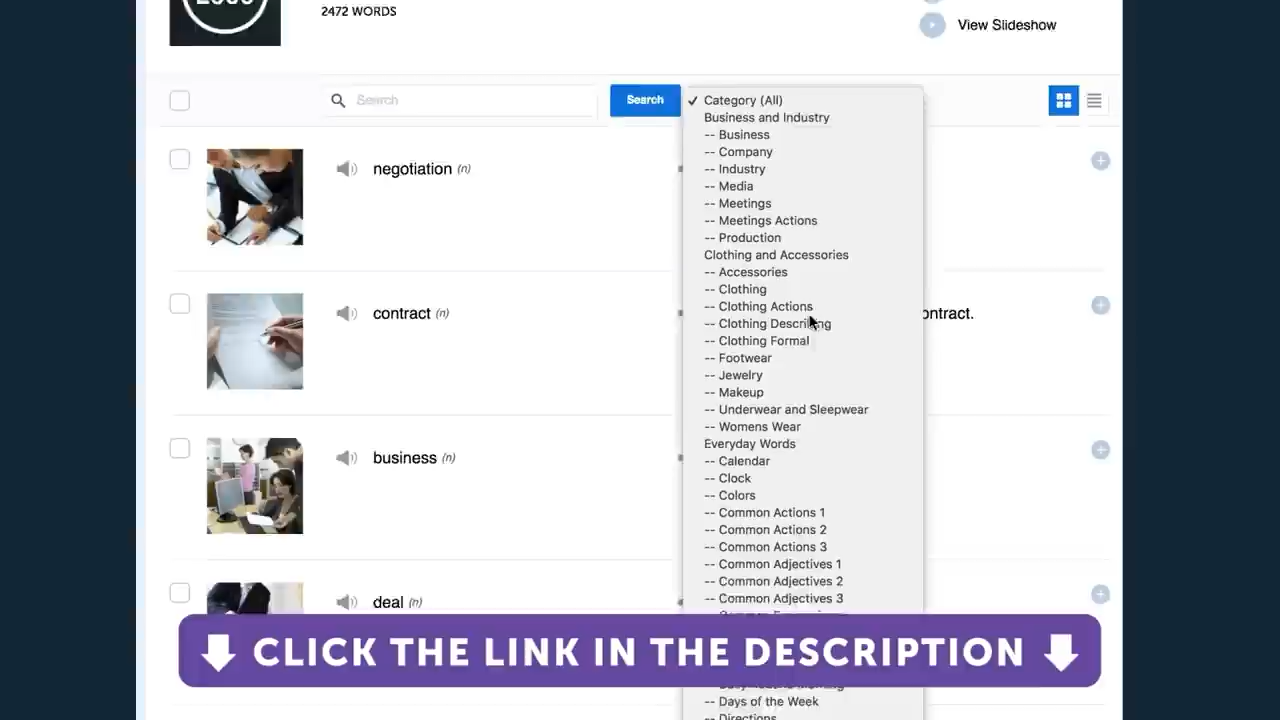 2472 WORDS
View Slideshow
Search
Search
✓ Category (All)
Business and Industry
-- Business
-- Company
-- Industry
-- Media
-- Meetings
-- Meetings Actions
-- Production
Clothing and Accessories
-- Accessories
-- Clothing
-- Clothing Actions
-- Clothing Describing
-- Clothing Formal
-- Footwear
-- Jewelry
-- Makeup
-- Underwear and Sleepwear
-- Womens Wear
Everyday Words
-- Calendar
-- Clock
-- Colors
-- Common Actions 1
-- Common Actions 2
-- Common Actions 3
-- Common Adjectives 1
-- Common Adjectives 2
-- Common Adjectives 3
-- Days of the Week
-- Directions
negotiation (n)
contract (n)
ontract.
business (n)
deal (n)
CLICK THE LINK IN THE DESCRIPTION